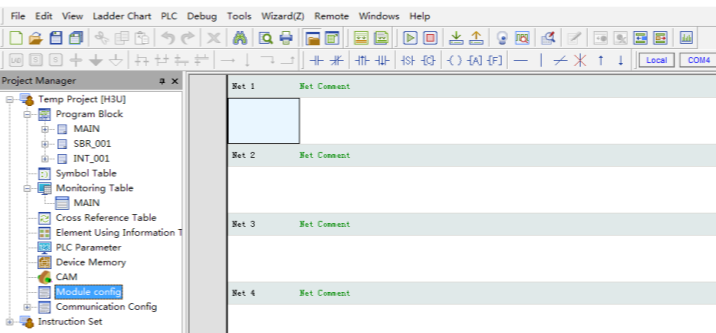 File Edit View Ladder Chart PLC Debug Tools Wizard(Z) Remote Windows Help
Local COM4
Project Manager
Temp Project [H3U]
Program Block
MAIN
SBR_001
INT_001
Symbol Table
Monitoring Table
MAIN
Cross Reference Table
Element Using Information T
PLC Parameter
Device Memory
CAM
Module config
Communication Config
Instruction Set
Net 1 Net Comment
Net 2 Net Comment
Net 3 Net Comment
Net 4 Net Comment